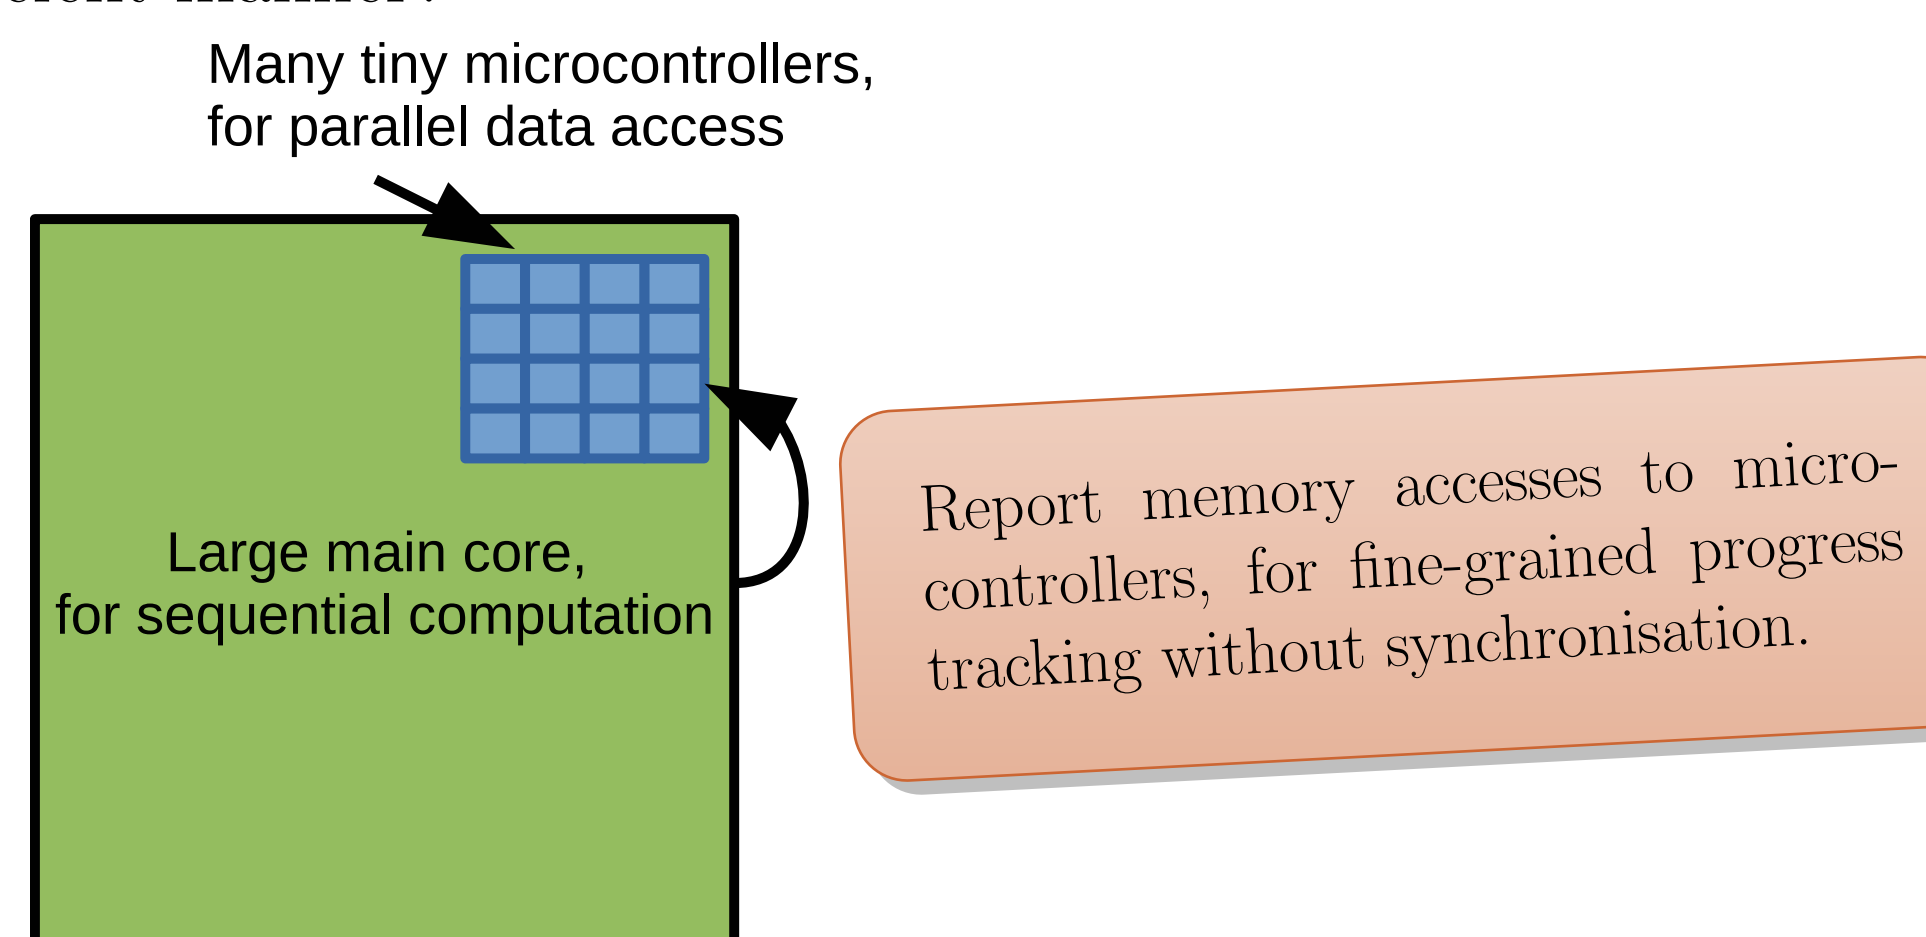 Many tiny microcontrollers,
for parallel data access
Large main core,
for sequential computation
Report memory accesses to micro-
controllers, for fine-grained progress
tracking without synchronisation.